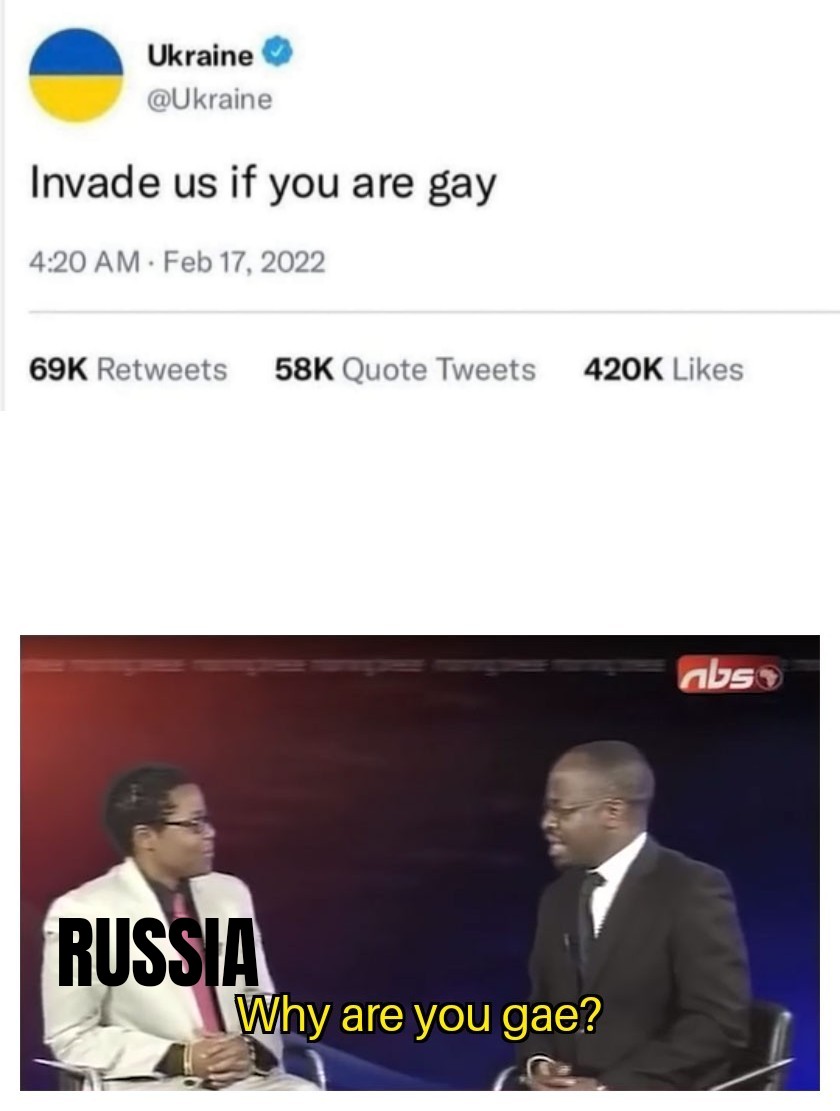 Ukraine
@Ukraine
Invade us if you are gay
4:20 AM · Feb 17, 2022
69K Retweets 58K Quote Tweets 420K Likes
nbs
RUSSIA
Why are you gae?